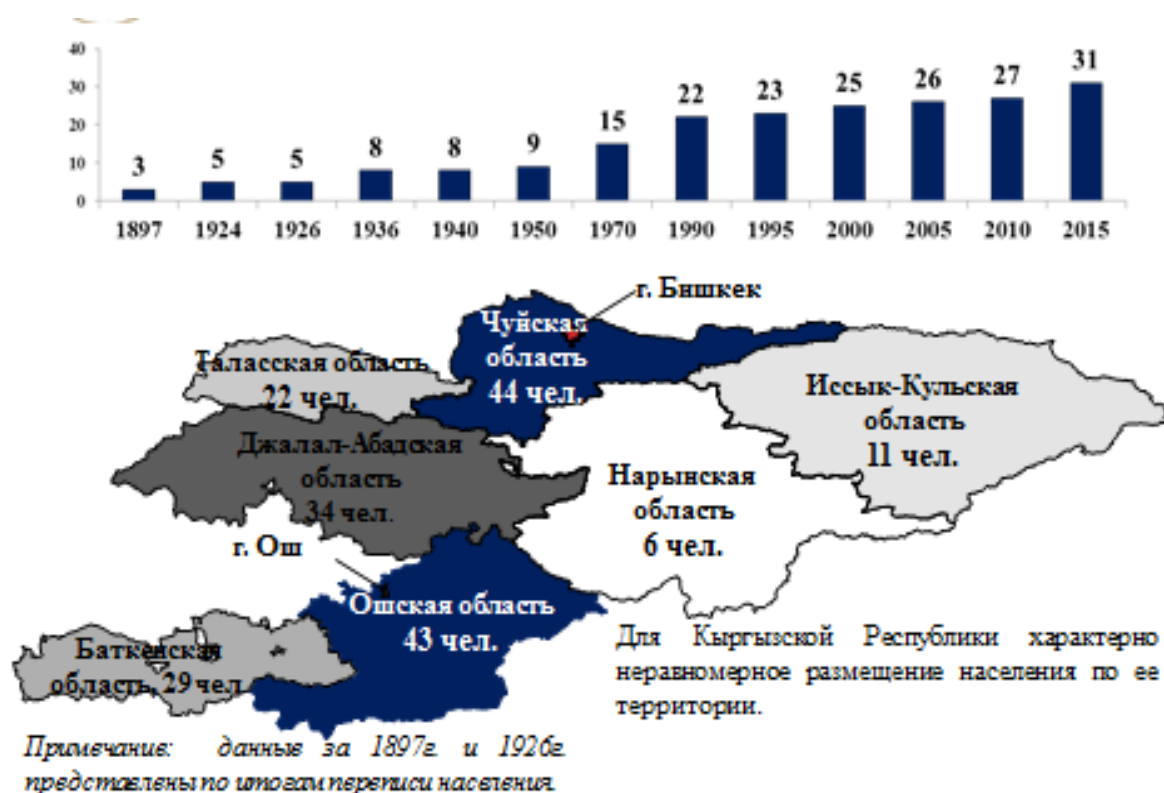 40
30
20
10
0
3
5
5
8
8
9
15
22
23
25
26
27
31
1897 1924 1926 1936 1940 1950 1970 1990 1995 2000 2005 2010 2015
г. Бишкек
Чуйская
область
44 чел.
Таласская область
22 чел.
Иссык-Кульская
область
11 чел.
Джалал-Абадская
область
34 чел.
Нарынская
область
6 чел.
г. Ош
Ошская область
43 чел.
Баткенская
область, 29 чел
Для Кыргызской Республики характерно
неравномерное размещение населения по ее
территории.
Примечание: данные за 1897г. и 1926г.
представлены по итогам переписи населения.